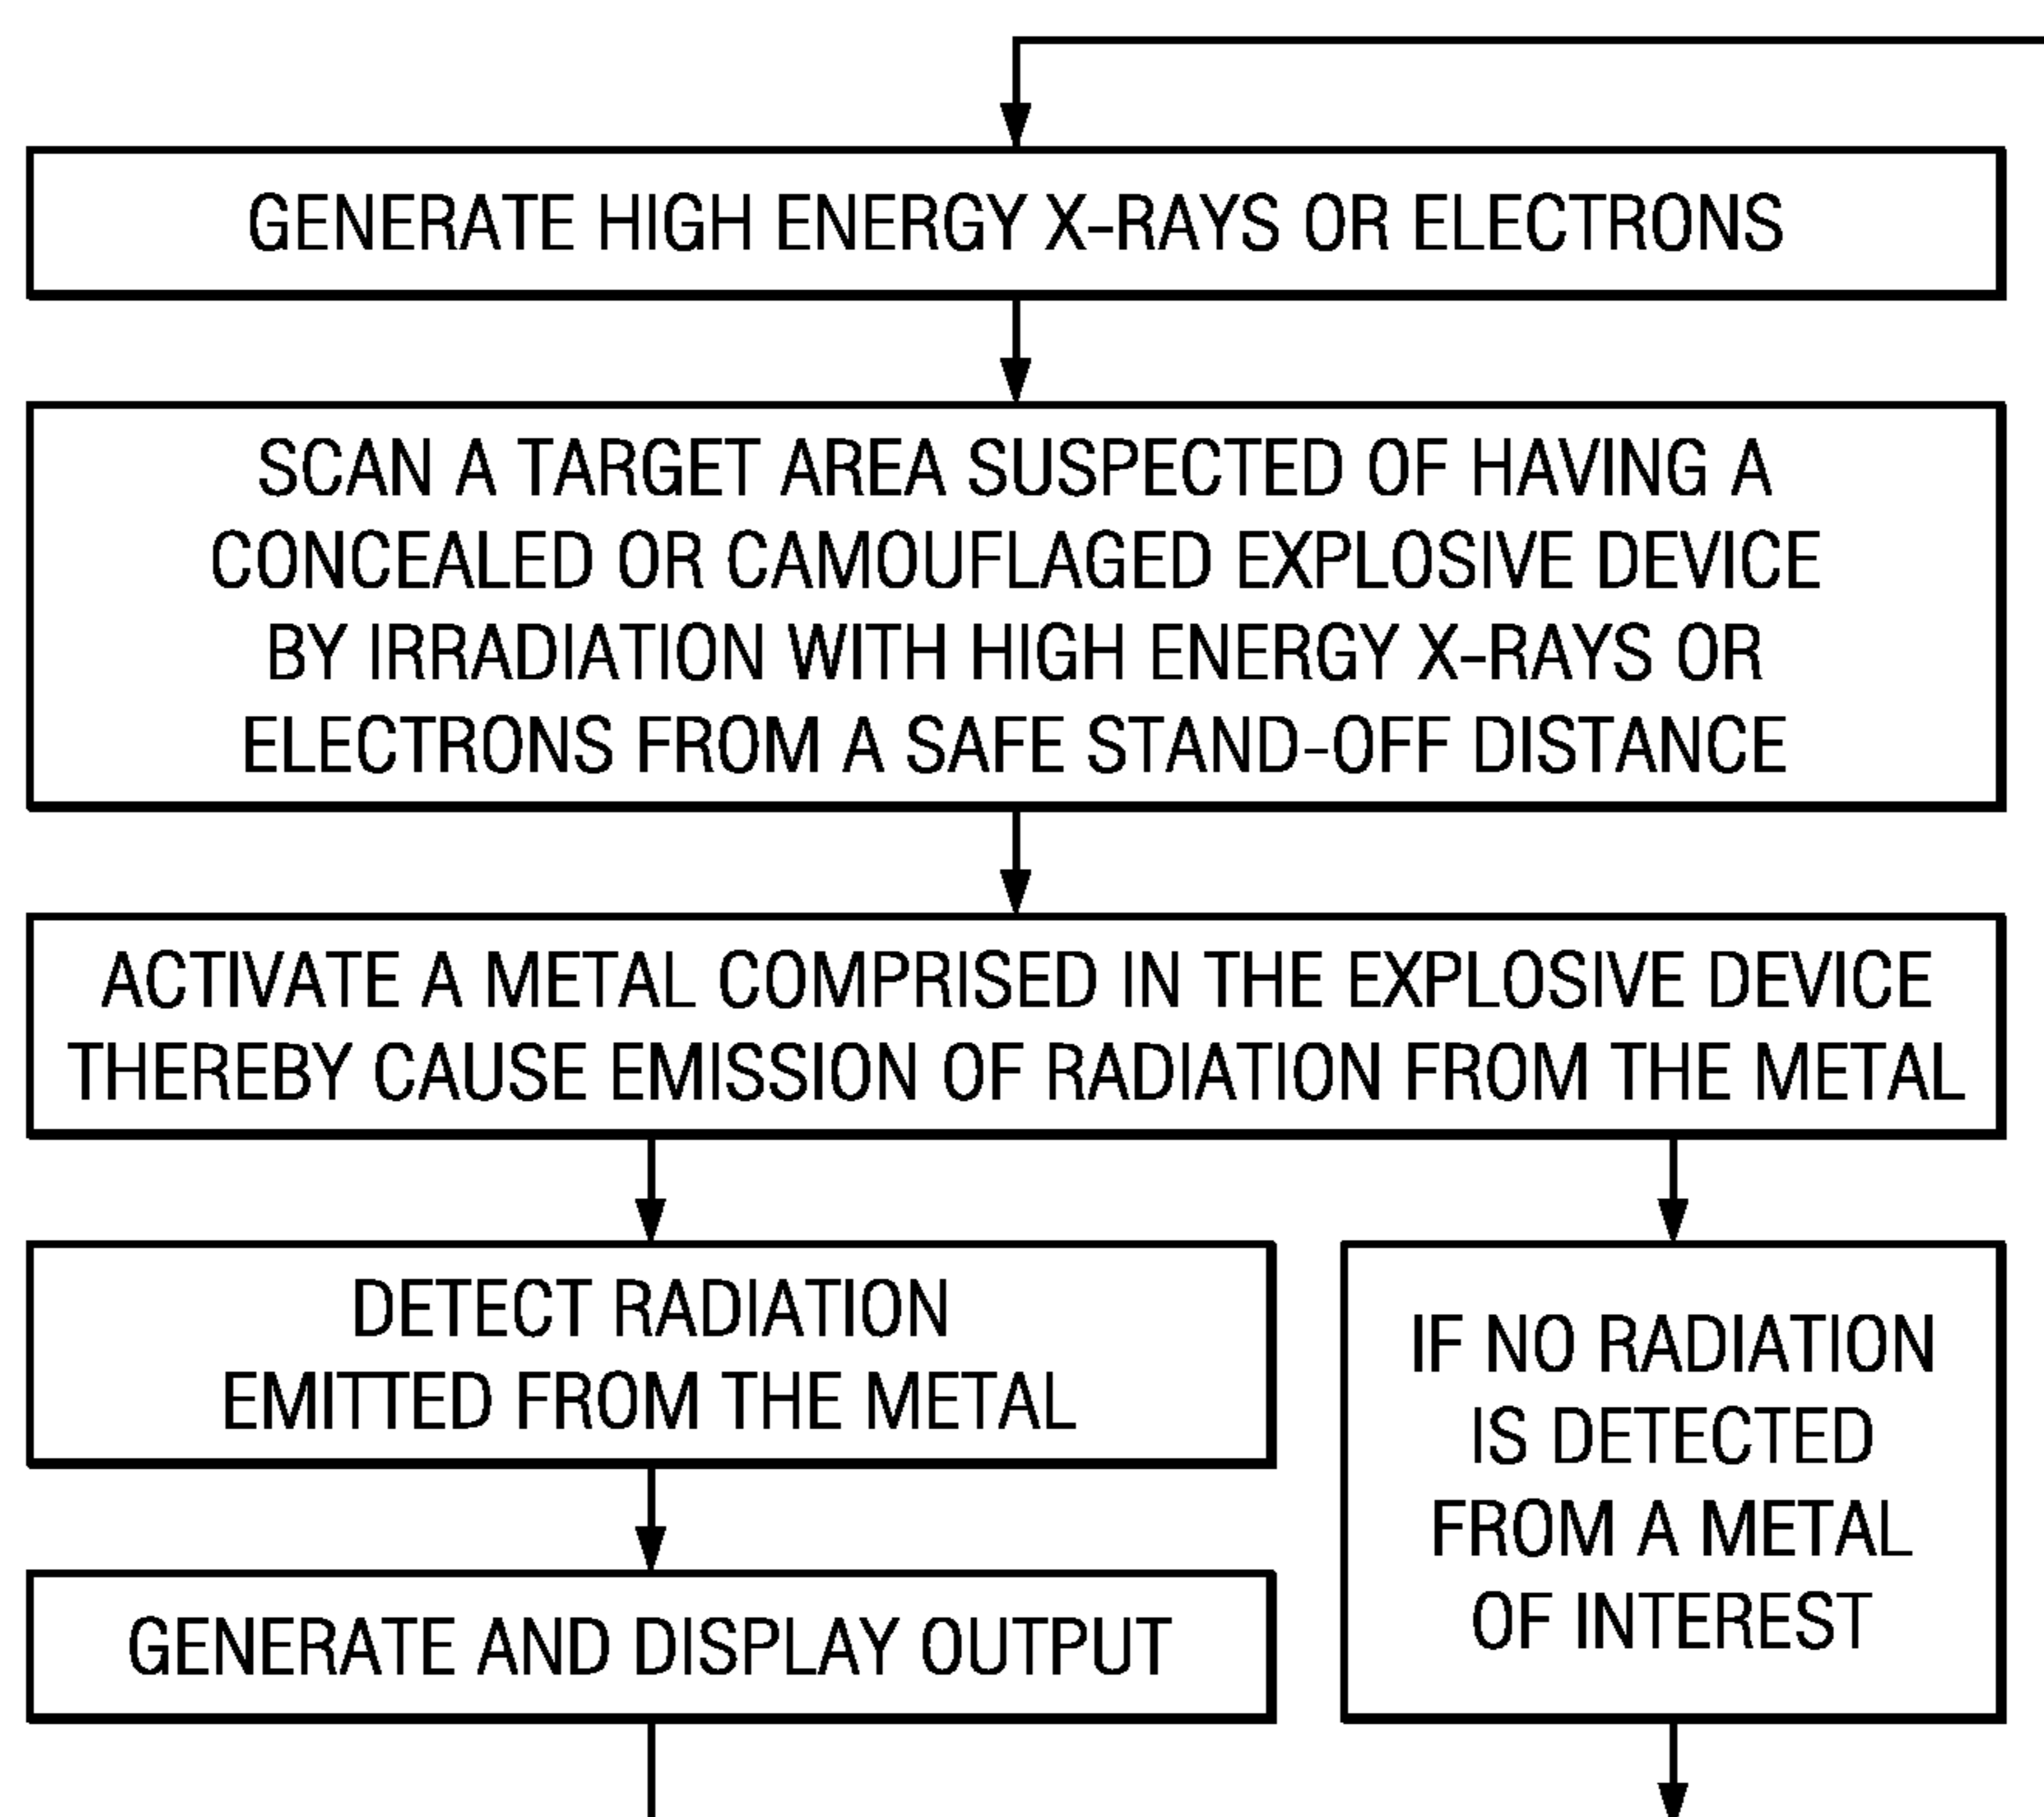 GENERATE HIGH ENERGY X-RAYS OR ELECTRONS
SCAN A TARGET AREA SUSPECTED OF HAVING A
CONCEALED OR CAMOUFLAGED EXPLOSIVE DEVICE
BY IRRADIATION WITH HIGH ENERGY X-RAYS OR
ELECTRONS FROM A SAFE STAND-OFF DISTANCE
ACTIVATE A METAL COMPRISED IN THE EXPLOSIVE DEVICE
THEREBY CAUSE EMISSION OF RADIATION FROM THE METAL
DETECT RADIATION
EMITTED FROM THE METAL
GENERATE AND DISPLAY OUTPUT
IF NO RADIATION
IS DETECTED
FROM A METAL
OF INTEREST